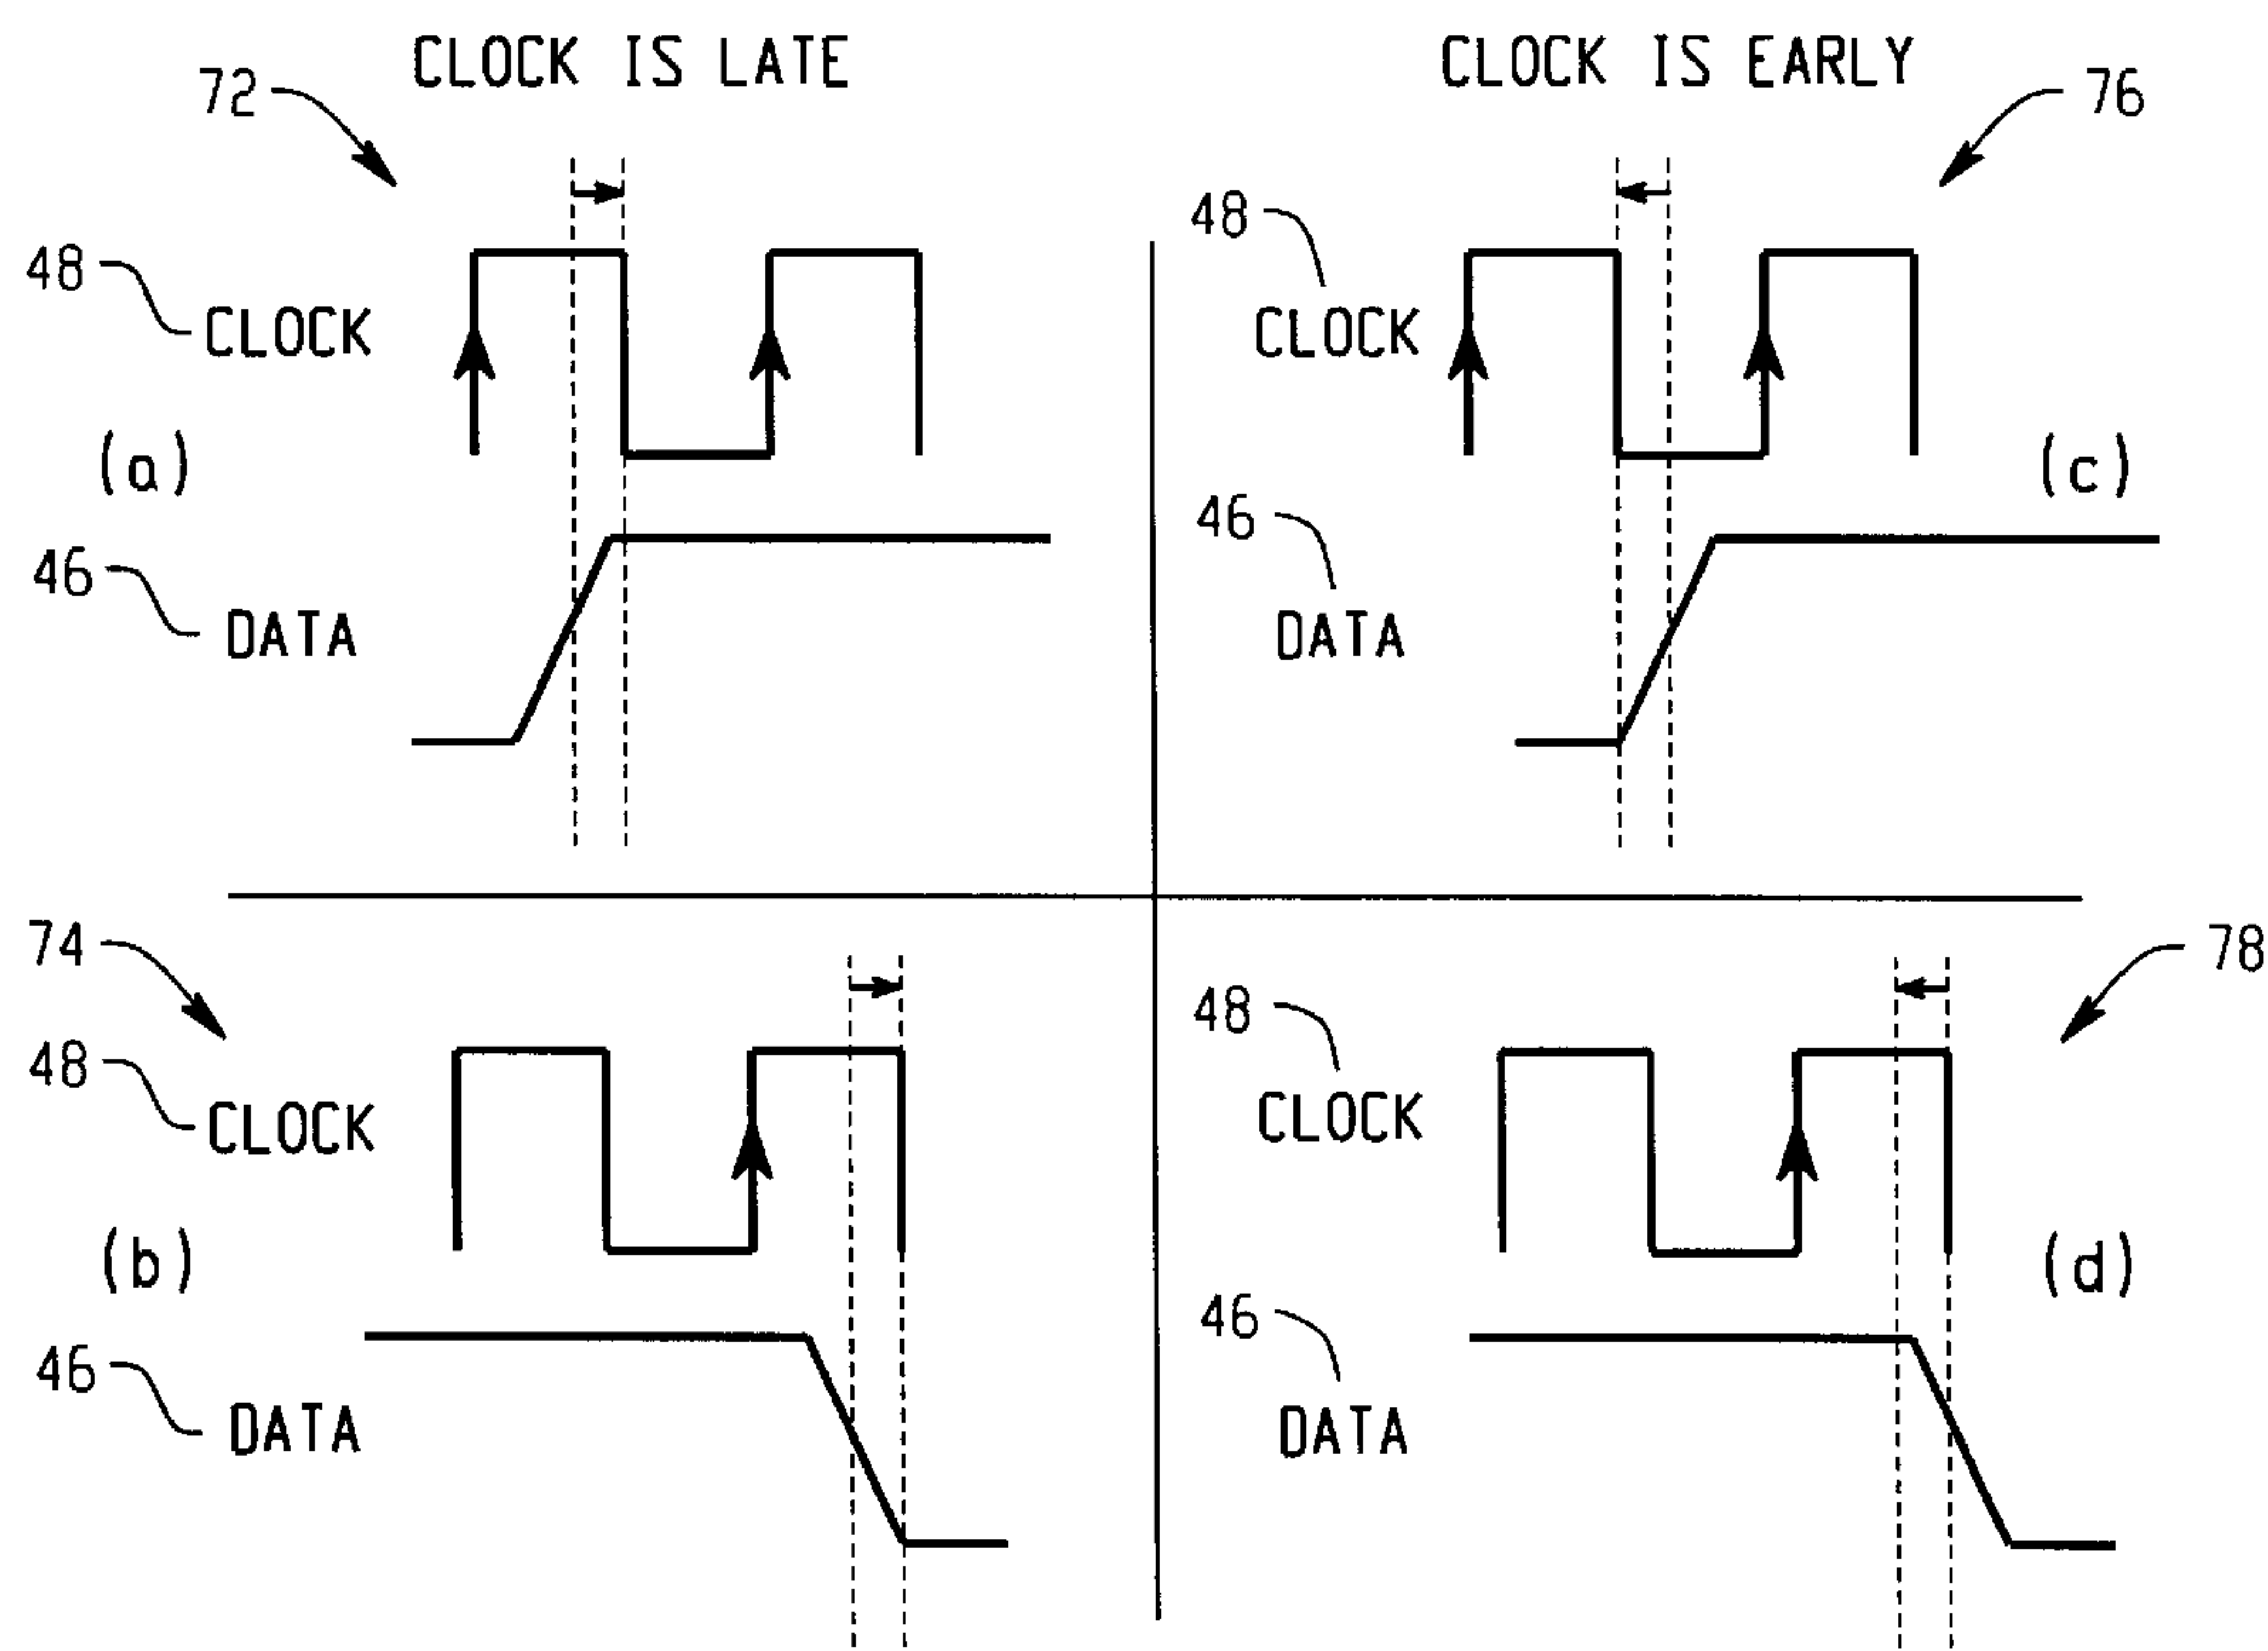 CLOCK IS LATE
72
48
CLOCK
(a)
46
DATA
CLOCK IS EARLY
76
48
CLOCK
(c)
46
DATA
74
48
CLOCK
(b)
46
DATA
78
48
CLOCK
(d)
46
DATA